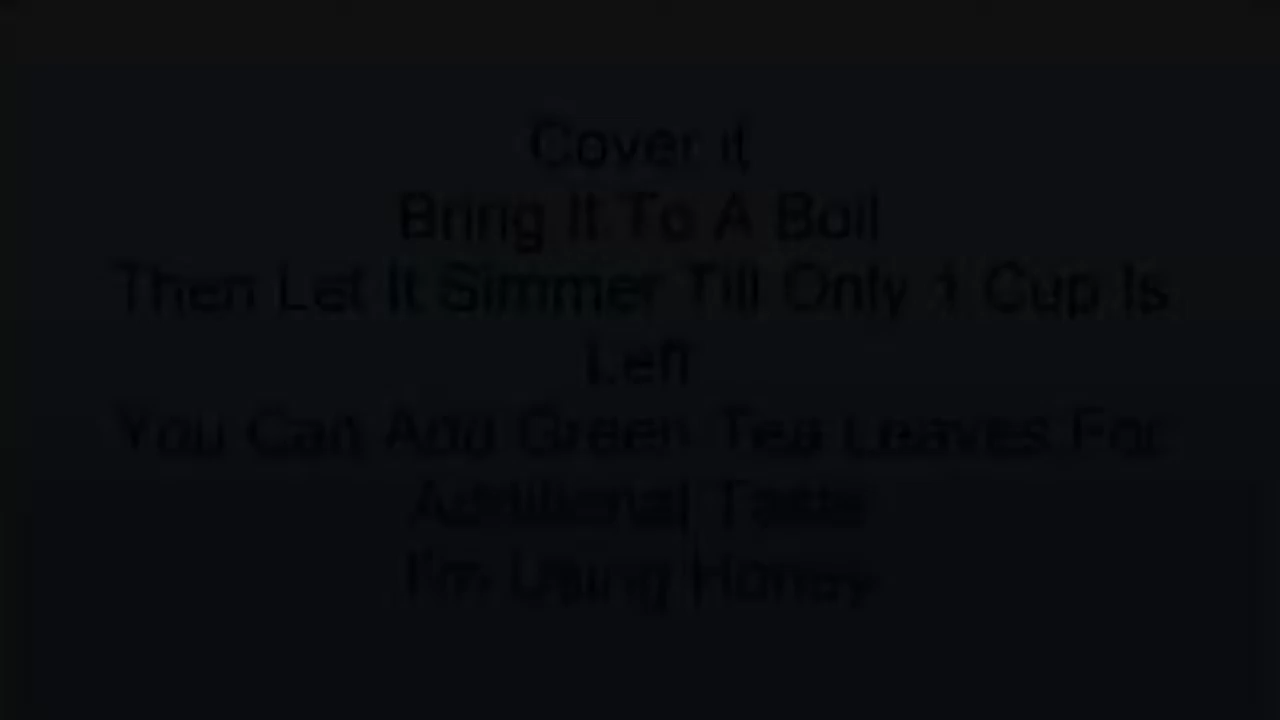 Cover it
Bring It To A Boil
Then Let It Simmer Till Only 1 Cup Is
Left
You Can Add Green Tea Leaves For
Additional Taste
I'm Using Honey